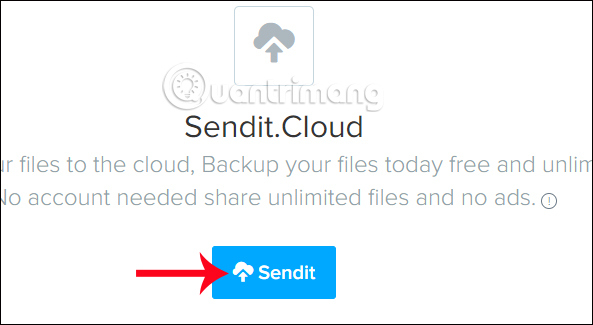 Quantrimang
Sendit.Cloud
ur files to the cloud, Backup your files today free and unlim
No account needed share unlimited files and no ads.
Sendit